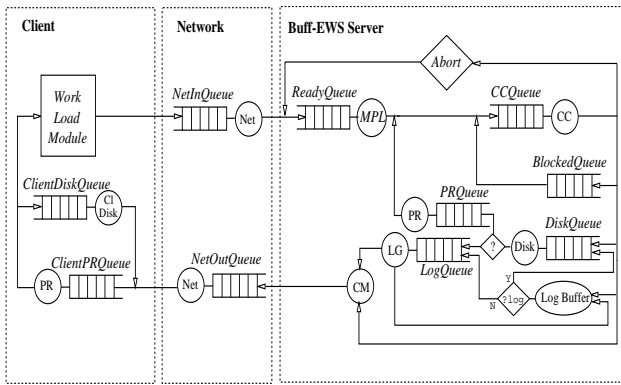 Client
Network
Buff-EWS Server
Abort
Work
Load
Module
NetInQueue
Net
ReadyQueue
MPL
CCQueue
CC
BlockedQueue
ClientDiskQueue
Cl
Disk
PRQueue
PR
DiskQueue
?
Disk
LG
LogQueue
ClientPRQueue
PR
NetOutQueue
Net
CM
Y
N
?log
Log Buffer